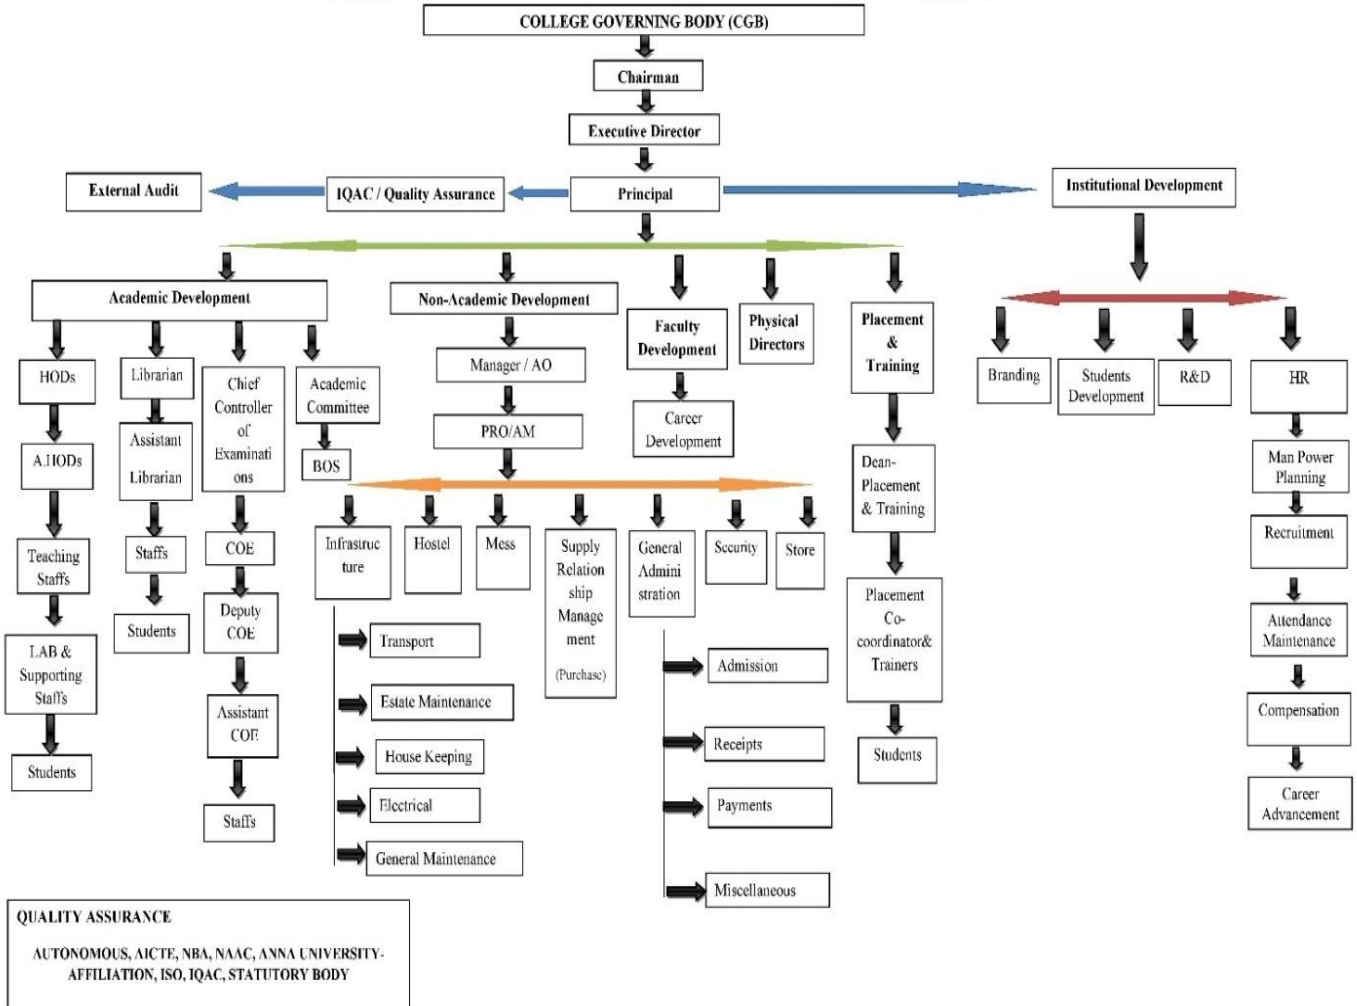 COLLEGE GOVERNING BODY (CGB)
Chairman
Executive Director
External Audit
IQAC / Quality Assurance
Principal
Institutional Development
Academic Development
Non-Academic Development
Faculty
Development
Physical
Directors
Placement
&
Training
HODs
Librarian
Chief
Controller
of
Examinati
ons
Academic
Committee
Manager / AO
Career
Development
Branding
Students
Development
R&D
HR
A.HODs
Assistant
Librarian
BOS
PRO/AM
Dean-
Placement
& Training
Man Power
Planning
Teaching
Staffs
Staffs
COE
Infrastruc
ture
Hostel
Mess
Supply
Relation
ship
Manage
ment
(Purchase)
General
Admini
stration
Security
Store
Recruitment
LAB &
Supporting
Staffs
Students
Deputy
COE
Transport
Admission
Placement
Co-
coordinator&
Trainers
Attendance
Maintenance
Assistant
COE
Estate Maintenance
Receipts
Students
Compensation
Students
House Keeping
Staffs
Electrical
Payments
Career
Advancement
General Maintenance
Miscellaneous
QUALITY ASSURANCE
AUTONOMOUS, AICTE, NBA, NAAC, ANNA UNIVERSITY-
AFFILIATION, ISO, IQAC, STATUTORY BODY